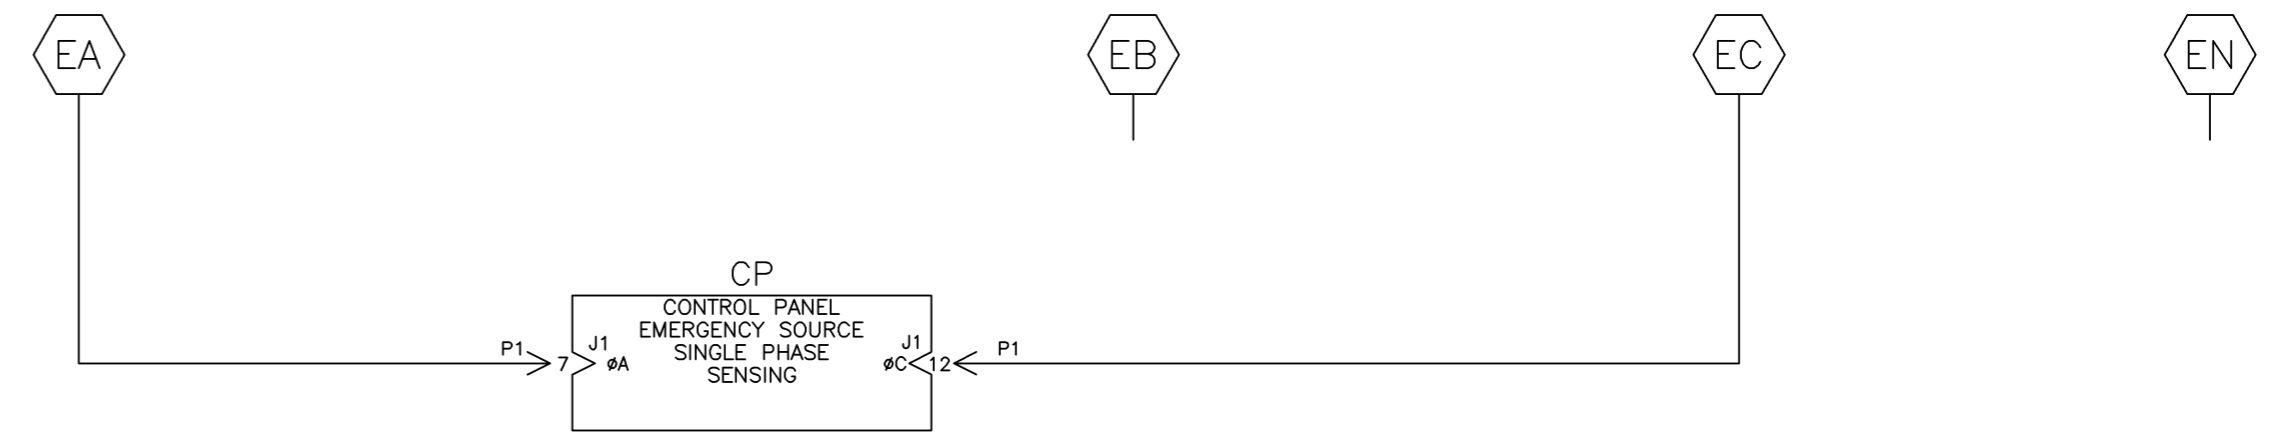 EA
EB
EC
EN
CP
CONTROL PANEL
EMERGENCY SOURCE
SINGLE PHASE
SENSING
P1
7
J1
øA
J1
øC
12
P1